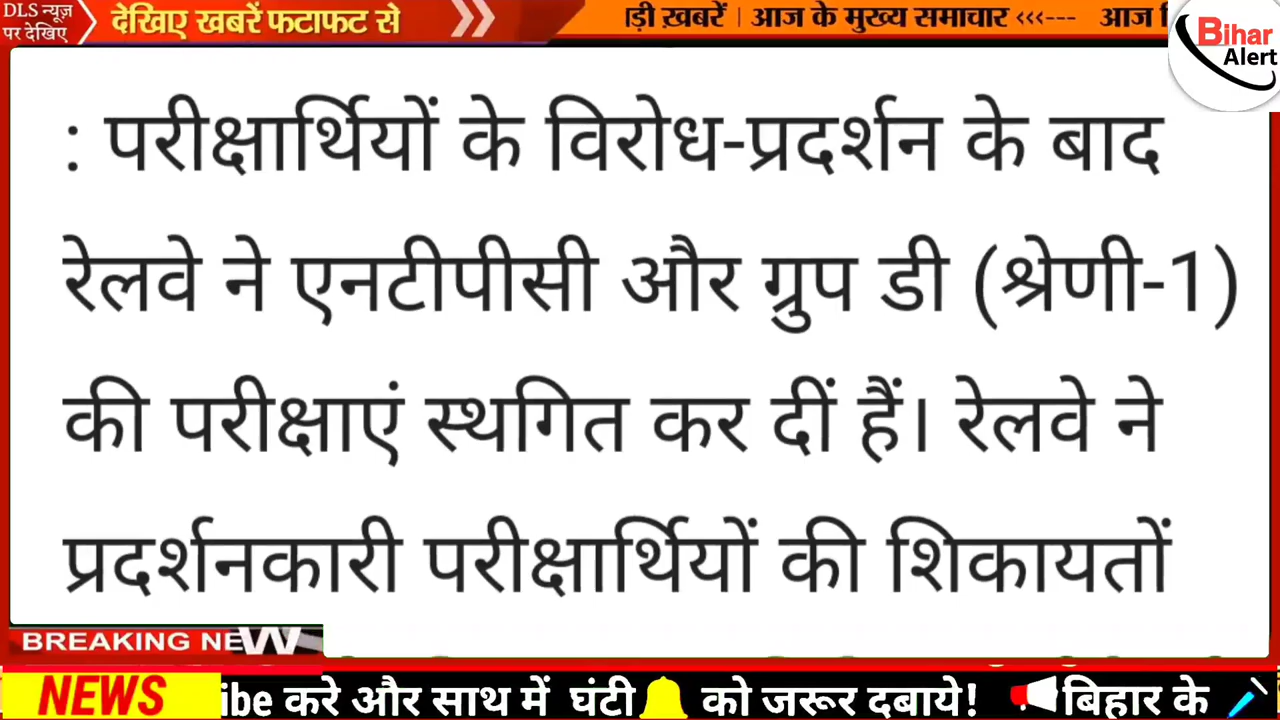 DLS न्यूज़
पर देखिए
देखिए खबरें फटाफट से
ड़ी ख़बरें | आज के मुख्य समाचार <<<--- आज
Bihar
Alert
: परीक्षार्थियों के विरोध-प्रदर्शन के बाद
रेलवे ने एनटीपीसी और ग्रुप डी (श्रेणी-1)
की परीक्षाएं स्थगित कर दीं हैं। रेलवे ने
प्रदर्शनकारी परीक्षार्थियों की शिकायतों
BREAKING NEW
NEWS
ibe करे और साथ में घंटी को जरूर दबाये! बिहार के